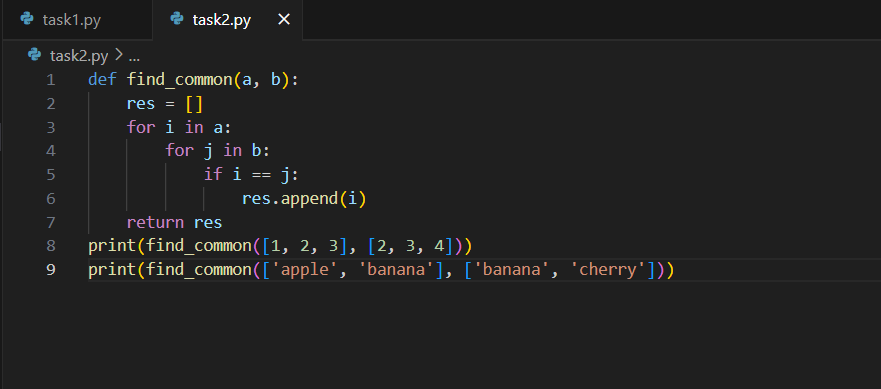 task1.py task2.py ×
task2.py > ...
1 def find_common(a, b):
2     res = []
3     for i in a:
4         for j in b:
5             if i == j:
6                 res.append(i)
7     return res
8 print(find_common([1, 2, 3], [2, 3, 4]))
9 print(find_common(['apple', 'banana'], ['banana', 'cherry']))